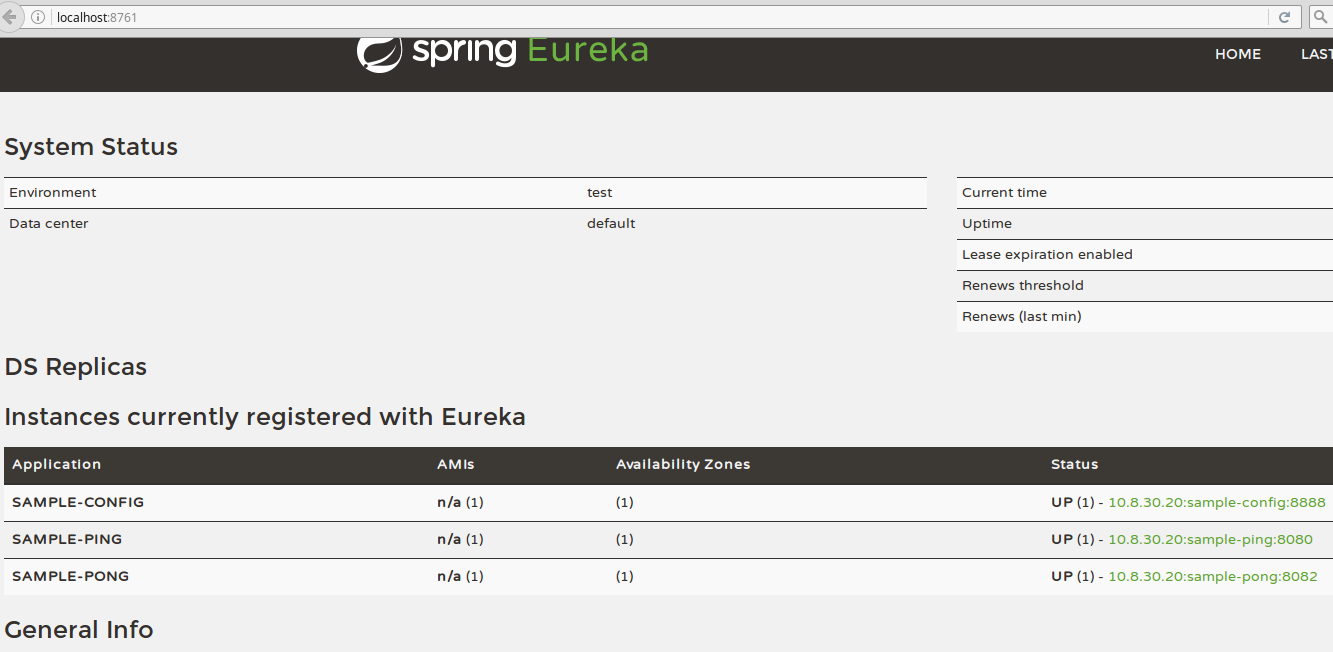 localhost:8761
spring Eureka
HOME LAST
System Status
Environment test
Data center default
Current time
Uptime
Lease expiration enabled
Renews threshold
Renews (last min)
DS Replicas
Instances currently registered with Eureka
Application AMIs Availability Zones Status
SAMPLE-CONFIG n/a (1) (1) UP (1) - 10.8.30.20:sample-config:8888
SAMPLE-PING n/a (1) (1) UP (1) - 10.8.30.20:sample-ping:8080
SAMPLE-PONG n/a (1) (1) UP (1) - 10.8.30.20:sample-pong:8082
General Info